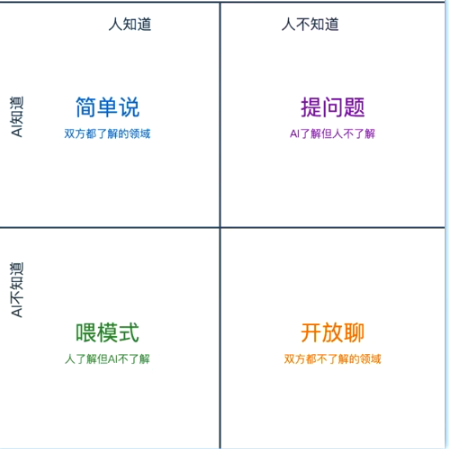 人知道
人不知道
AI知道
简单说
双方都了解的领域
提问题
AI了解但人不了解
AI不知道
喂模式
人了解但AI不了解
开放聊
双方都不了解的领域